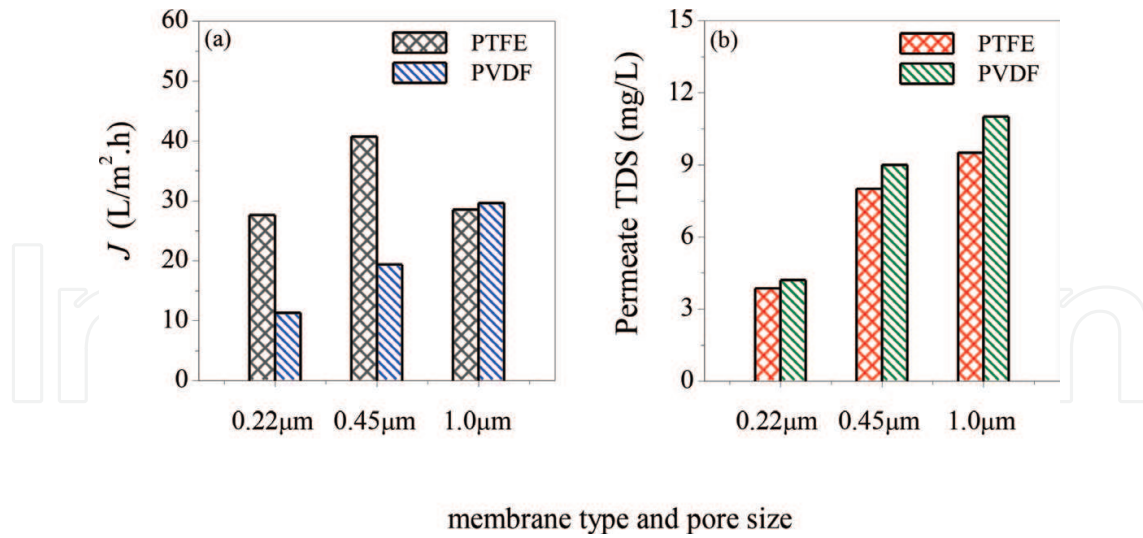 (a)
PTFE
PVDF
60
50
40
30
20
10
0
J (L/m².h)
0.22μm 0.45μm 1.0μm
(b)
PTFE
PVDF
15
12
9
6
3
0
Permeate TDS (mg/L)
0.22μm 0.45μm 1.0μm
membrane type and pore size